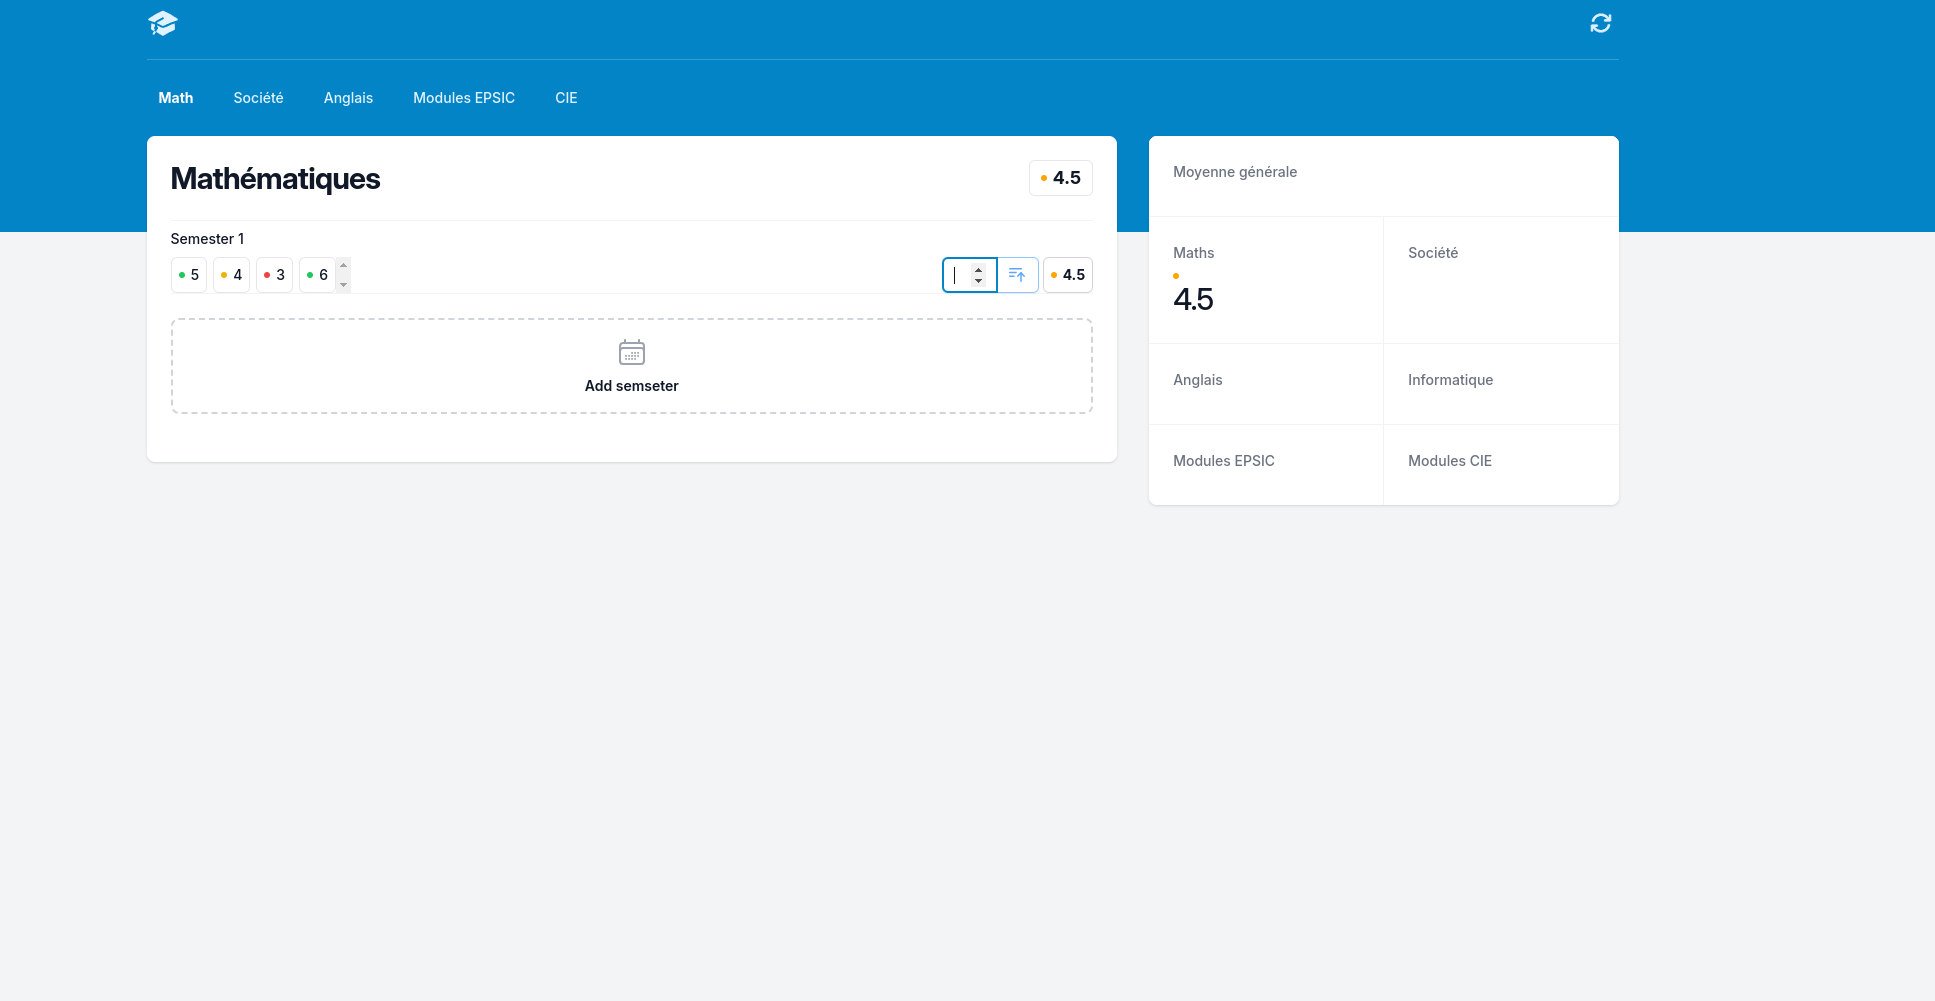 Math Société Anglais Modules EPSIC CIE
Mathématiques 4.5
Semester 1
5 4 3 6 4.5
Add semseter
Moyenne générale
Maths Société
4.5
Anglais Informatique
Modules EPSIC Modules CIE